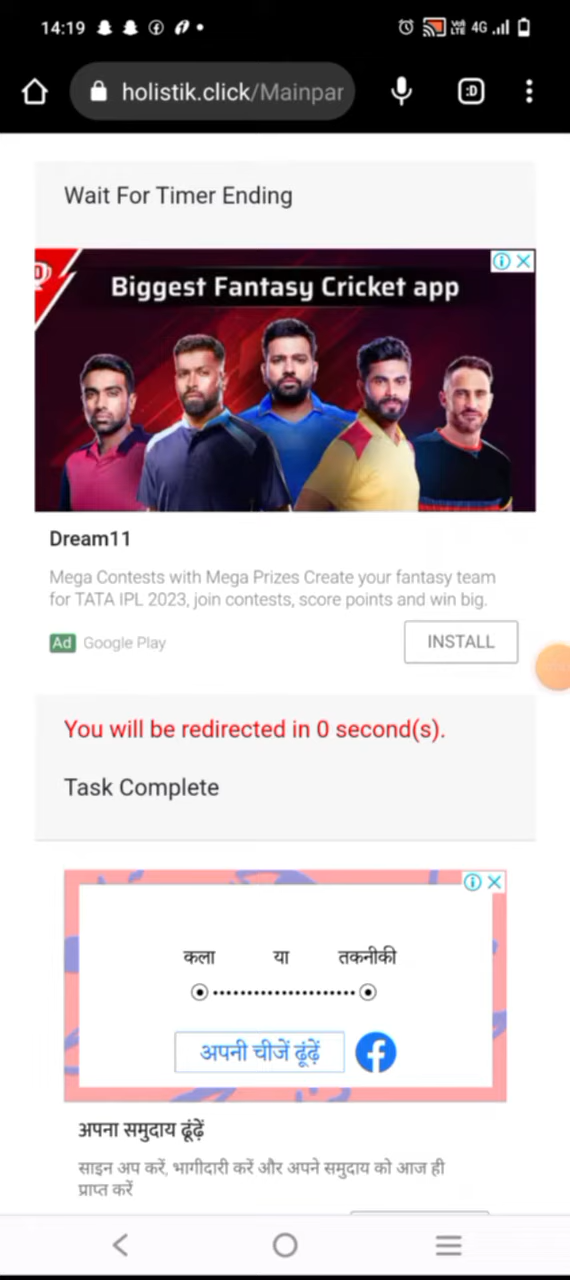 14:19
VoLTE 4G
holistik.click/Mainpar
:D
Wait For Timer Ending
Biggest Fantasy Cricket app
Dream11
Mega Contests with Mega Prizes Create your fantasy team
for TATA IPL 2023, join contests, score points and win big.
Ad Google Play
INSTALL
You will be redirected in 0 second(s).
Task Complete
कला या तकनीकी
अपनी चीजें ढूंढ़ें
अपना समुदाय ढूंढ़ें
साइन अप करें, भागीदारी करें और अपने समुदाय को आज ही
प्राप्त करें